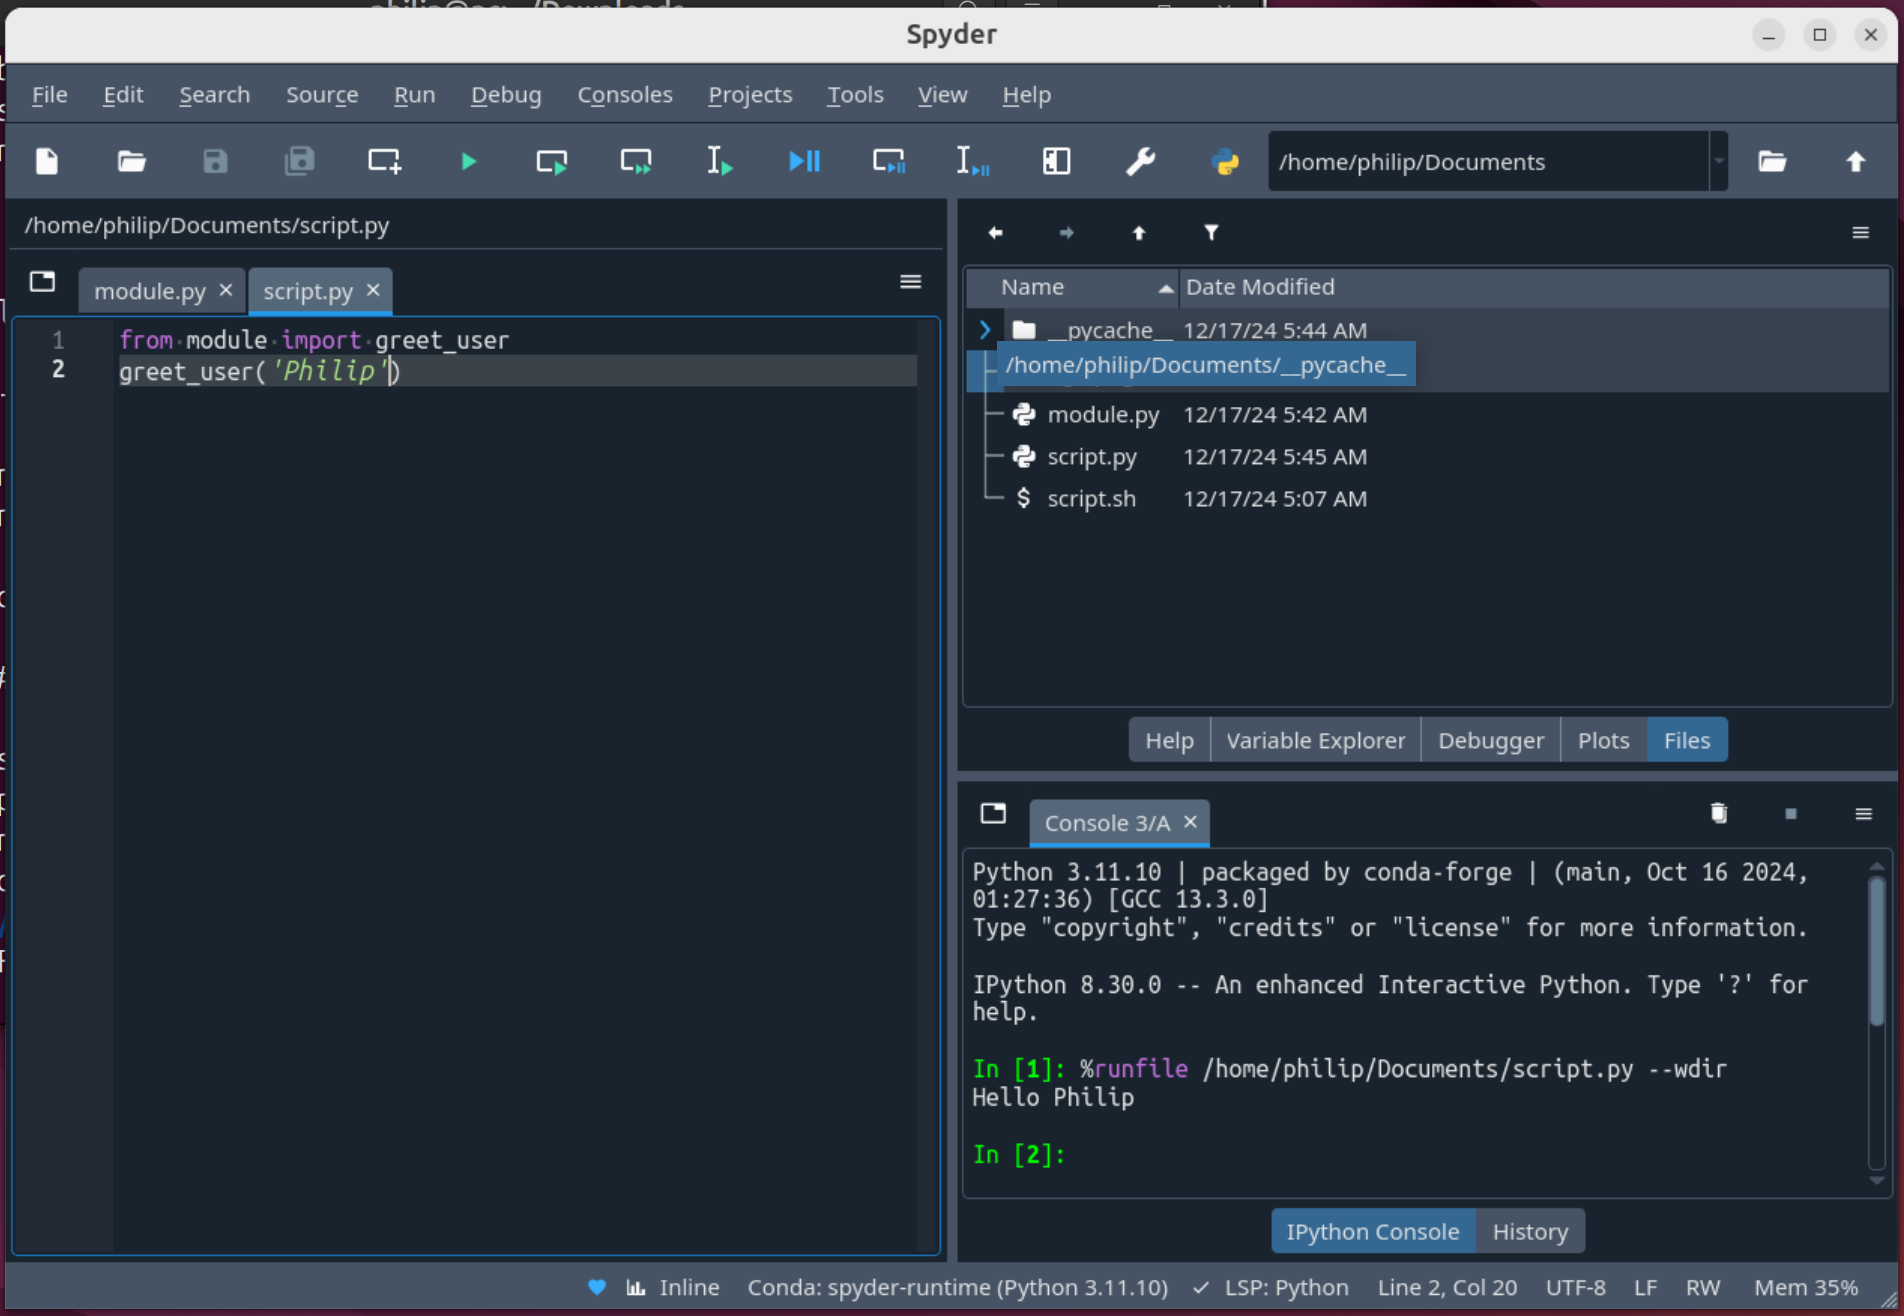 Spyder
File Edit Search Source Run Debug Consoles Projects Tools View Help
/home/philip/Documents
/home/philip/Documents/script.py
module.py script.py
1 from module import greet_user
2 greet_user('Philip')
Name Date Modified
__pycache__ 12/17/24 5:44 AM
/home/philip/Documents/__pycache__
module.py 12/17/24 5:42 AM
script.py 12/17/24 5:45 AM
$ script.sh 12/17/24 5:07 AM
Help Variable Explorer Debugger Plots Files
Console 3/A
Python 3.11.10 | packaged by conda-forge | (main, Oct 16 2024,
01:27:36) [GCC 13.3.0]
Type "copyright", "credits" or "license" for more information.
IPython 8.30.0 -- An enhanced Interactive Python. Type '?' for
help.
In [1]: %runfile /home/philip/Documents/script.py --wdir
Hello Philip
In [2]:
IPython Console History
Inline Conda: spyder-runtime (Python 3.11.10) ✓ LSP: Python Line 2, Col 20 UTF-8 LF RW Mem 35%